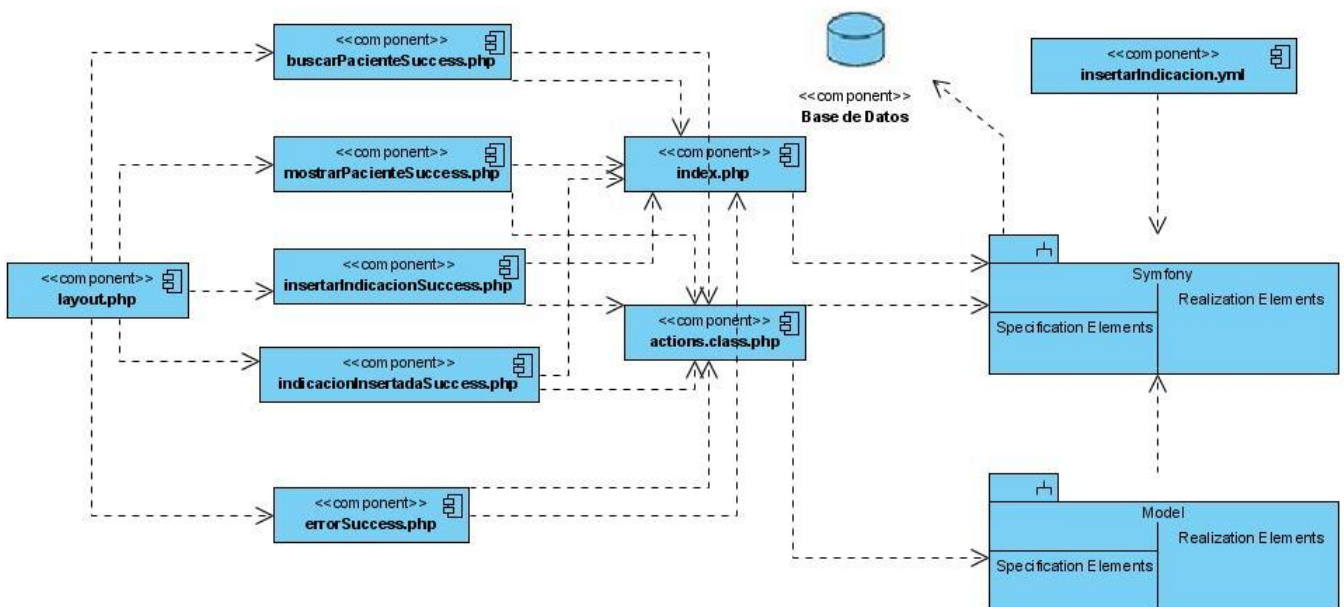 <<component>>
buscarPacienteSuccess.php
<<component>>
Base de Datos
<<component>>
insertarIndicacion.yml
<<component>>
mostrarPacienteSuccess.php
<<component>>
index.php
<<component>>
layout.php
<<component>>
insertarIndicacionSuccess.php
<<component>>
actions.class.php
Symfony
Realization Elements
Specification Elements
<<component>>
indicacionInsertadaSuccess.php
<<component>>
errorSuccess.php
Model
Realization Elements
Specification Elements